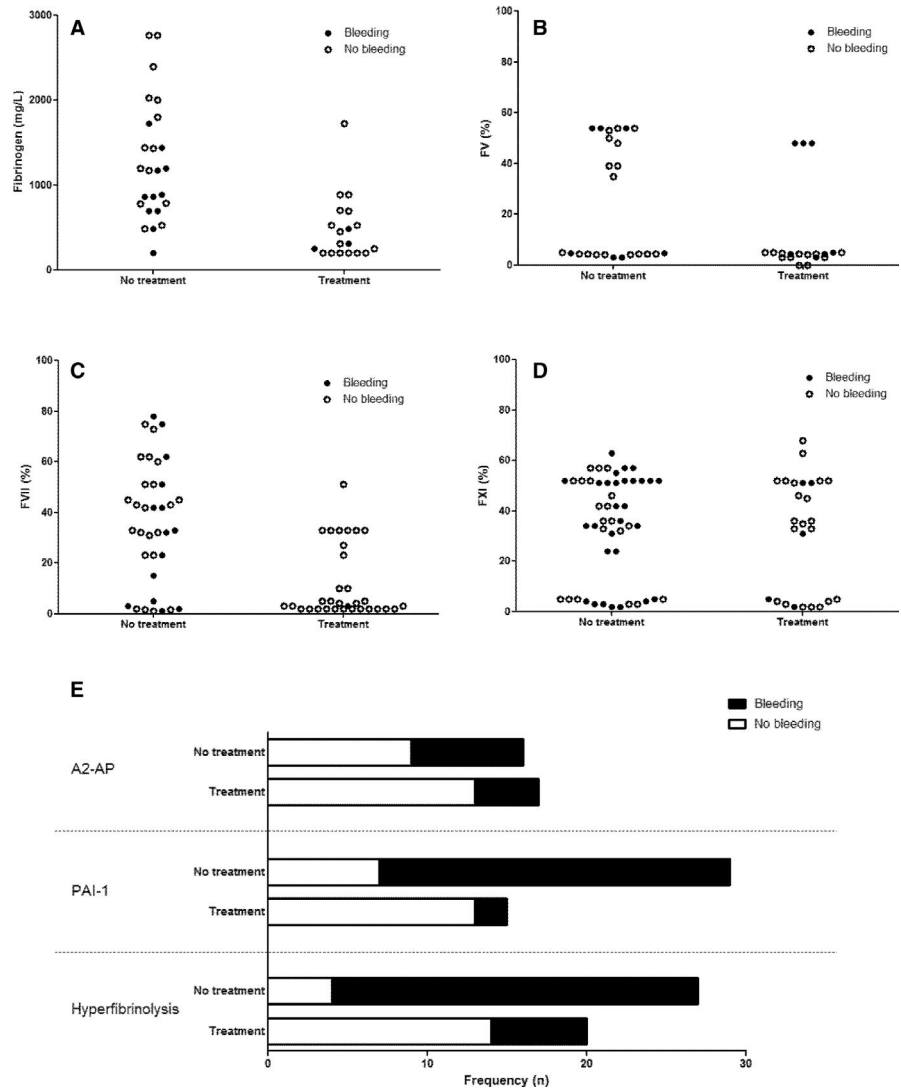 A
Bleeding
No bleeding
3000
2000
1000
0
Fibrinogen (mg/L)
No treatment
Treatment
B
Bleeding
No bleeding
100
80
60
40
20
0
FV (%)
No treatment
Treatment
C
Bleeding
No bleeding
100
80
60
40
20
0
FVII (%)
No treatment
Treatment
D
Bleeding
No bleeding
100
80
60
40
20
0
FXI (%)
No treatment
Treatment
E
Bleeding
No bleeding
A2-AP
No treatment
Treatment
PAI-1
No treatment
Treatment
Hyperfibrinolysis
No treatment
Treatment
0
10
20
30
Frequency (n)